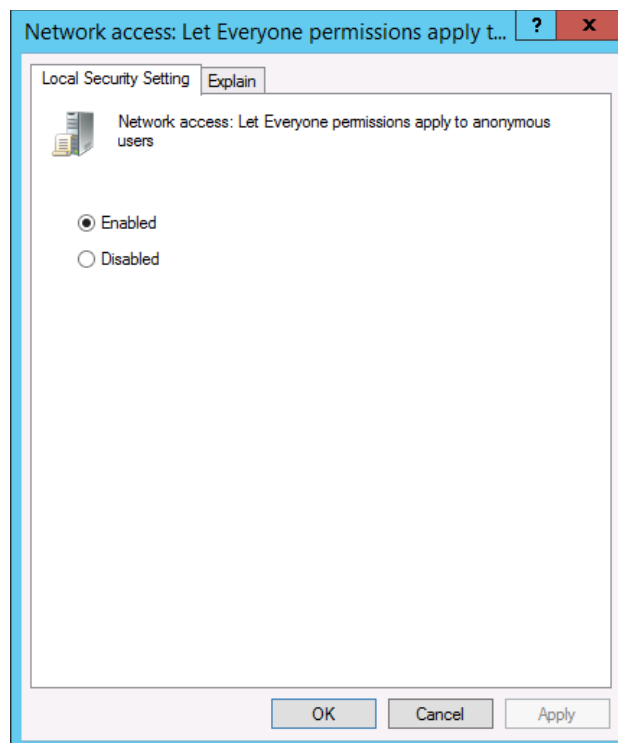 Network access: Let Everyone permissions apply t...
?
x
Local Security Setting
Explain
Network access: Let Everyone permissions apply to anonymous
users
Enabled
Disabled
OK
Cancel
Apply